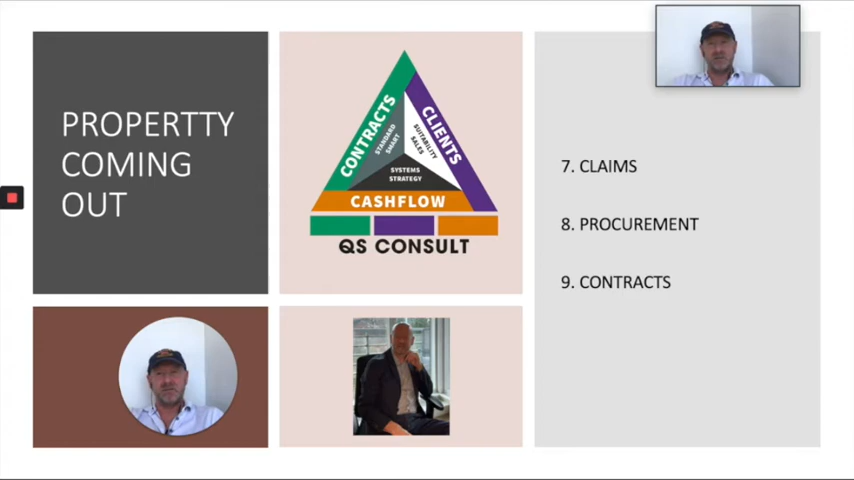 PROPERTTY
COMING
OUT
CONTRACTS
STANDARD
SMART
CLIENTS
SUITABILITY
SALES
SYSTEMS
STRATEGY
CASHFLOW
QS CONSULT
7. CLAIMS
8. PROCUREMENT
9. CONTRACTS